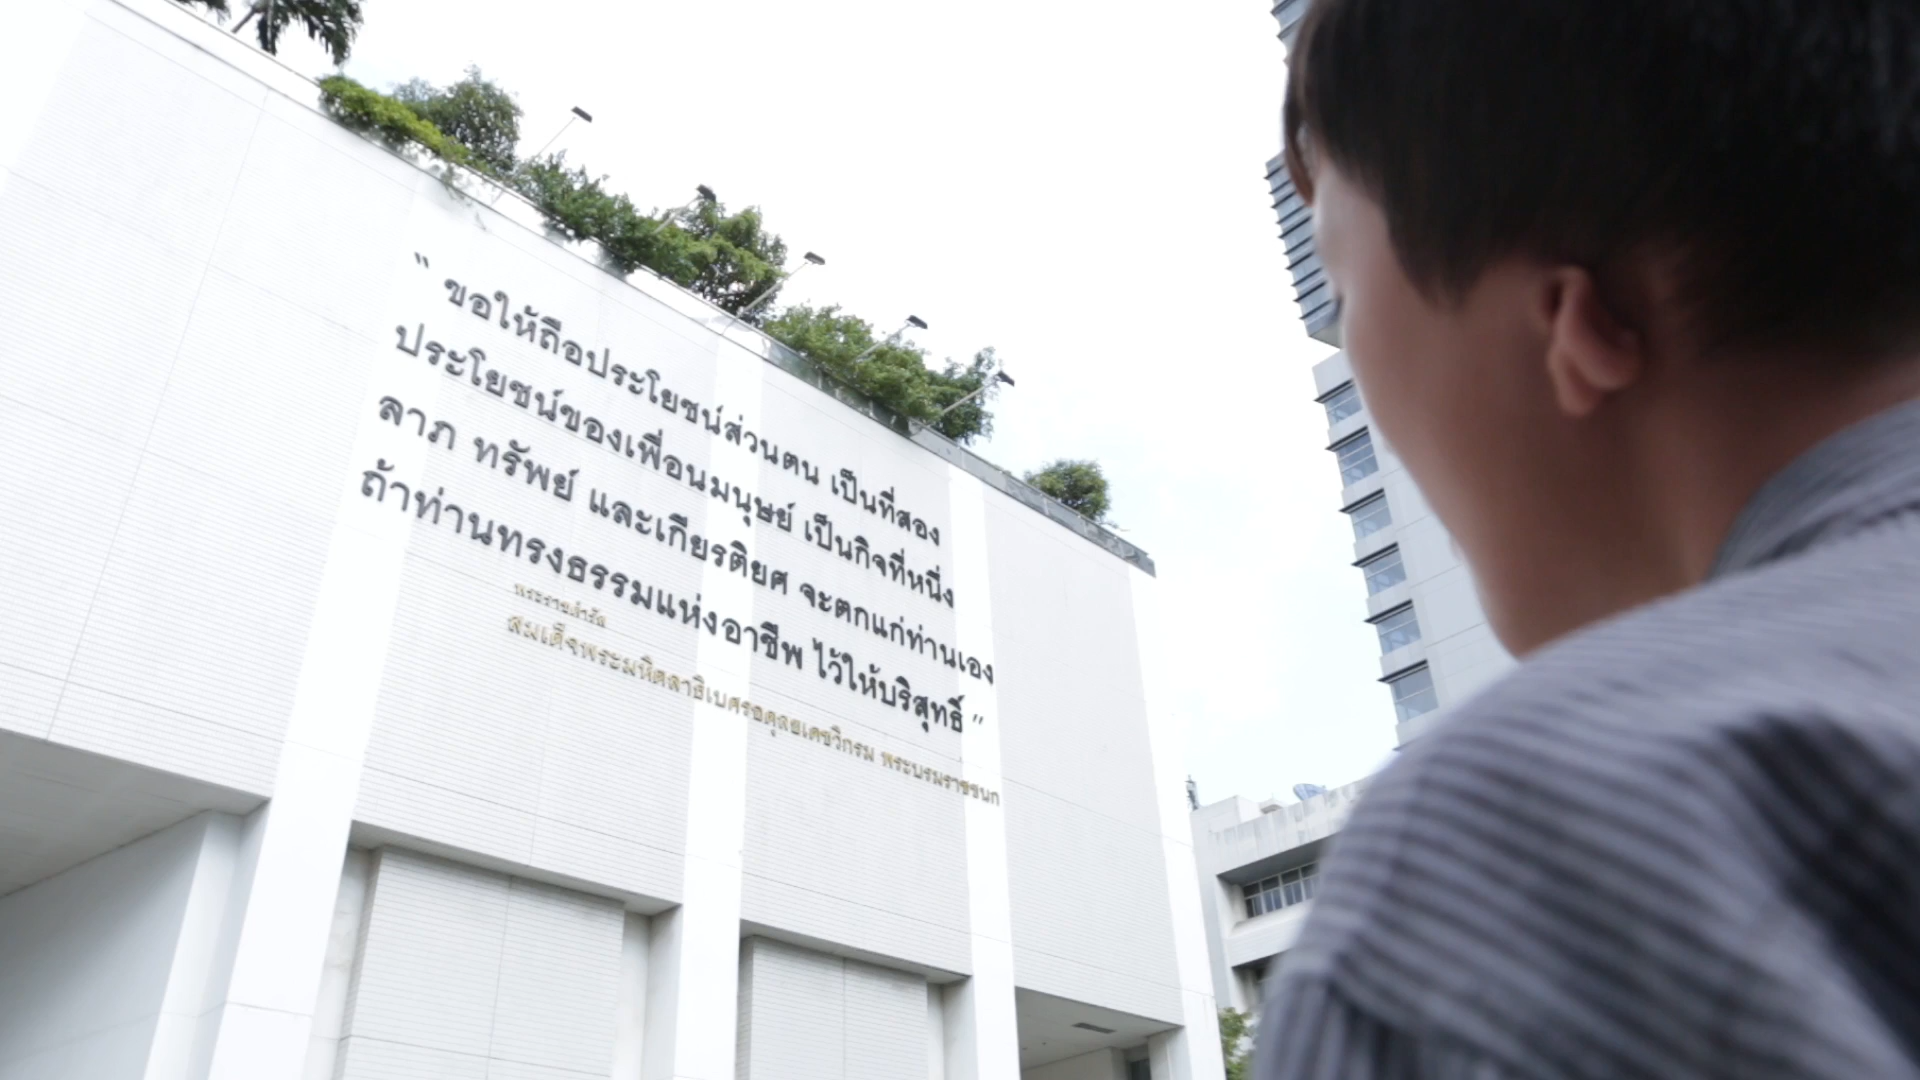 " ขอให้ถือประโยชน์ส่วนตน เป็นที่สอง
ประโยชน์ของเพื่อนมนุษย์ เป็นกิจที่หนึ่ง
ลาภ ทรัพย์ และเกียรติยศ จะตกแก่ท่านเอง
ถ้าท่านทรงธรรมแห่งอาชีพ ไว้ให้บริสุทธิ์ "
พระราชดำรัส
สมเด็จพระมหิตลาธิเบศรอดุลยเดชวิกรม พระบรมราชชนก